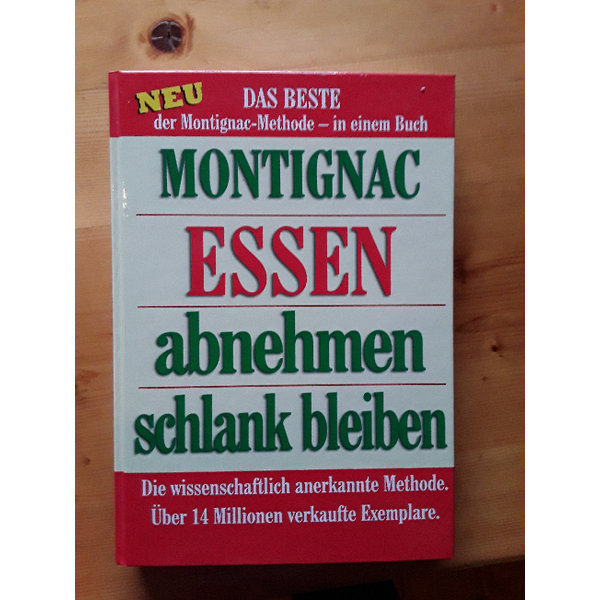 NEU
DAS BESTE
der Montignac-Methode – in einem Buch
MONTIGNAC
ESSEN
abnehmen
schlank bleiben
Die wissenschaftlich anerkannte Methode.
Über 14 Millionen verkaufte Exemplare.